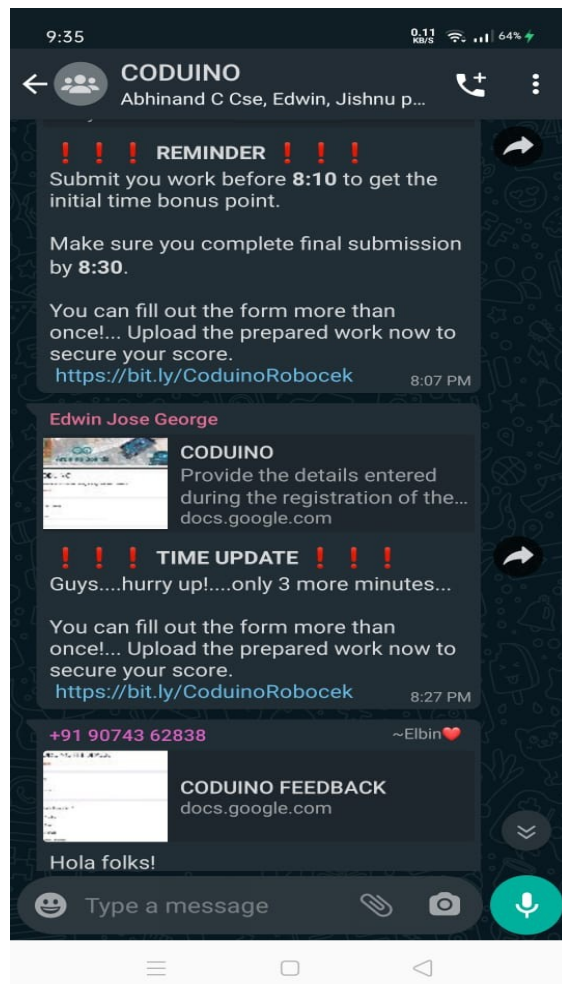 9:35
0.11 KB/S
64%
CODUINO
Abhinand C Cse, Edwin, Jishnu p...
❗❗❗ REMINDER ❗❗❗
Submit you work before 8:10 to get the
initial time bonus point.
Make sure you complete final submission
by 8:30.
You can fill out the form more than
once!... Upload the prepared work now to
secure your score.
https://bit.ly/CoduinoRobocek
8:07 PM
Edwin Jose George
CODUINO
Provide the details entered
during the registration of the...
docs.google.com
❗❗❗ TIME UPDATE ❗❗❗
Guys....hurry up!....only 3 more minutes...
You can fill out the form more than
once!... Upload the prepared work now to
secure your score.
https://bit.ly/CoduinoRobocek
8:27 PM
+91 90743 62838
~Elbin❤️
CODUINO FEEDBACK
docs.google.com
Hola folks!
Type a message